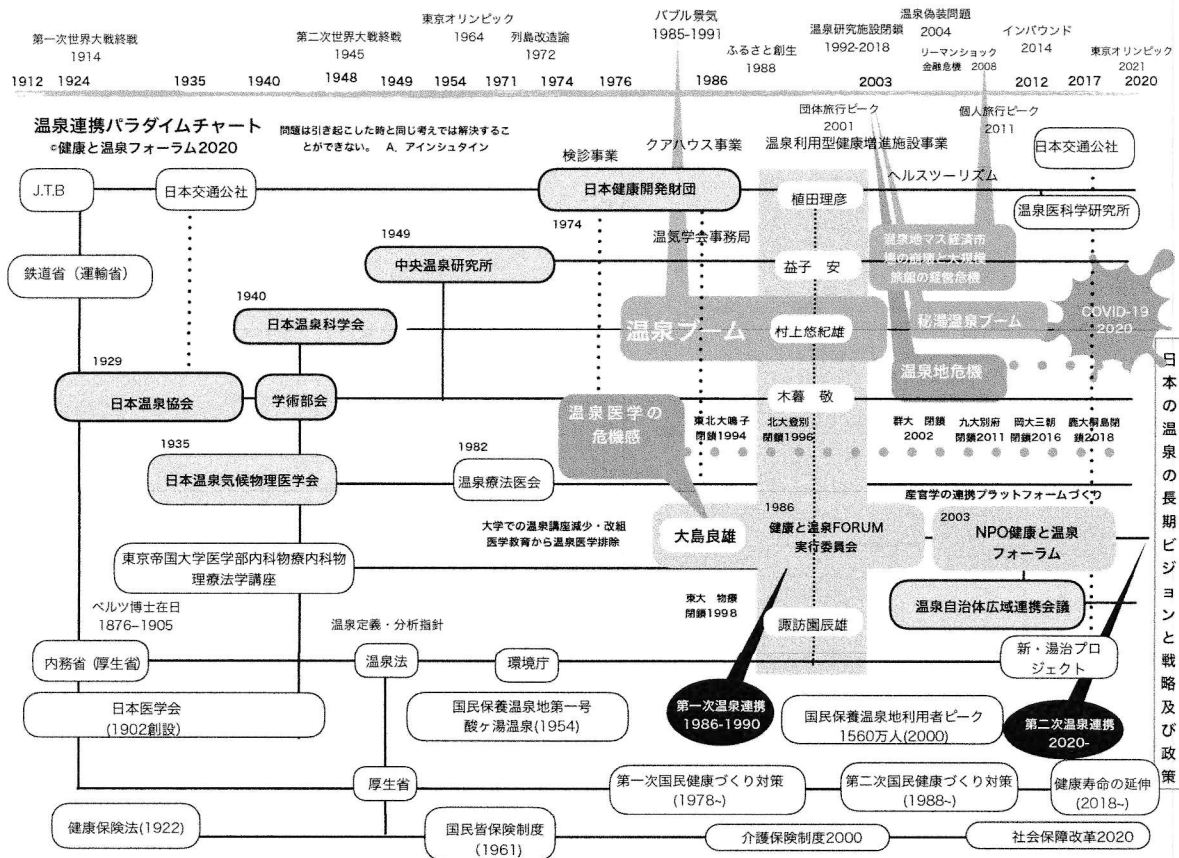 バブル景気
1985-1991
東京オリンピック
1964
温泉研究施設閉鎖
1992-2018
温泉偽装問題
2004
インバウンド
2014
第一次世界大戦終戦
1914
第二次世界大戦終戦
1945
列島改造論
1972
ふるさと創生
1988
リーマンショック
金融危機 2008
東京オリンピック
2021
1912 1924 1935 1940 1948 1949 1954 1971 1974 1976 1986 2003 2012 2017 2020
団体旅行ピーク
2001
個人旅行ピーク
2011
温泉連携パラダイムチャート
©健康と温泉フォーラム2020
問題は引き起こした時と同じ考えでは解決するこ
とができない。 A. アインシュタイン
検診事業
クアハウス事業
温泉利用型健康増進施設事業
日本交通公社
J.T.B
日本交通公社
日本健康開発財団
1974
植田理彦
ヘルスツーリズム
温泉医科学研究所
鉄道省（運輸省）
1949
中央温泉研究所
温気学会事務局
益子 安
温泉地マス経済市
場の崩壊と大規模
旅館の経営危機
1940
日本温泉科学会
温泉ブーム
村上悠紀雄
秘湯温泉ブーム
COVID-19
2020
1929
日本温泉協会
学術部会
木暮 敬
温泉地危機
温泉医学の
危機感
東北大鳴子
閉鎖1994
北大登別
閉鎖1996
群大 閉鎖
2002
九大別府
閉鎖2011
岡大三朝閉
鎖2016
鹿大桐島閉
鎖2018
1935
日本温泉気候物理医学会
1982
温泉療法医会
産官学の連携プラットフォームづくり
大学での温泉講座減少・改組
医学教育から温泉医学排除
大島良雄
1986
健康と温泉FORUM
実行委員会
2003
NPO健康と温泉
フォーラム
東京帝国大学医学部内科物療内科物
理療法学講座
温泉自治体広域連携会議
東大 物療
閉鎖1998
諏訪園辰雄
ベルツ博士在日
1876–1905
温泉定義・分析指針
内務省（厚生省）
温泉法
環境庁
新・湯治プロ
ジェクト
日本医学会
(1902創設）
国民保養温泉地第一号
酸ヶ湯温泉(1954)
第一次温泉連携
1986-1990
国民保養温泉地利用者ピーク
1560万人(2000)
第二次温泉連携
2020-
厚生省
第一次国民健康づくり対策
(1978~)
第二次国民健康づくり対策
(1988~)
健康寿命の延伸
(2018~)
健康保険法(1922)
国民皆保険制度
(1961)
介護保険制度2000
社会保障改革2020
日本の温泉の長期ビジョンと戦略及び政策